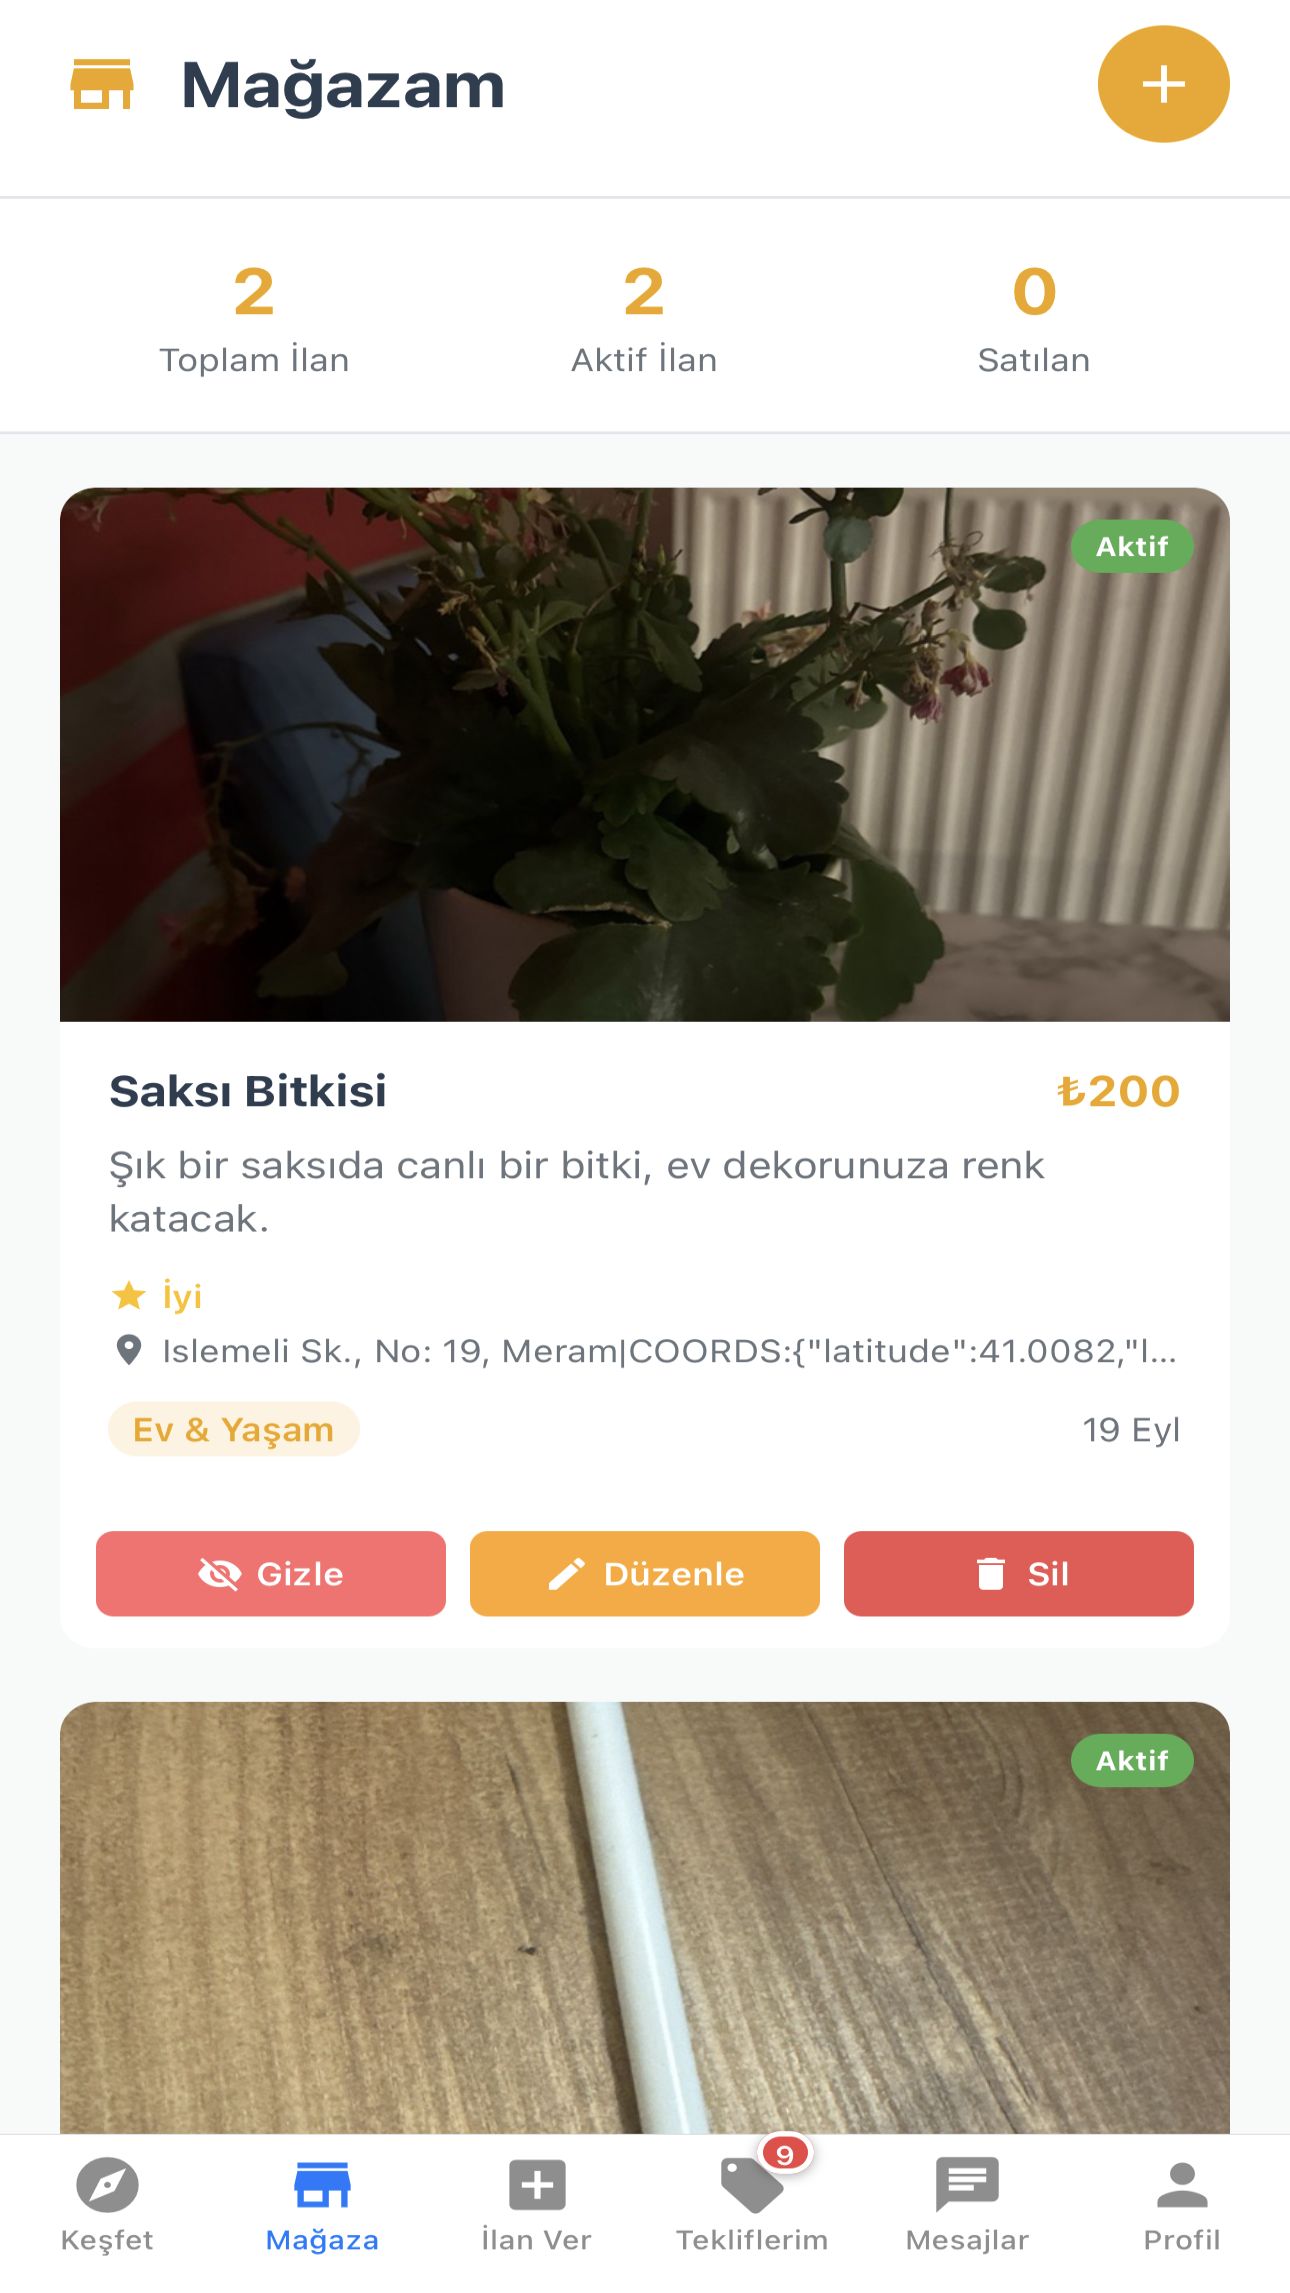 Mağazam
2
2
0
Toplam İlan
Aktif İlan
Satılan
Aktif
Saksı Bitkisi
₺200
Şık bir saksıda canlı bir bitki, ev dekorunuza renk
katacak.
İyi
Islemeli Sk., No: 19, Meram|COORDS:{"latitude":41.0082,"l...
Ev & Yaşam
19 Eyl
Gizle
Düzenle
Sil
Aktif
9
Keşfet
Mağaza
İlan Ver
Tekliflerim
Mesajlar
Profil